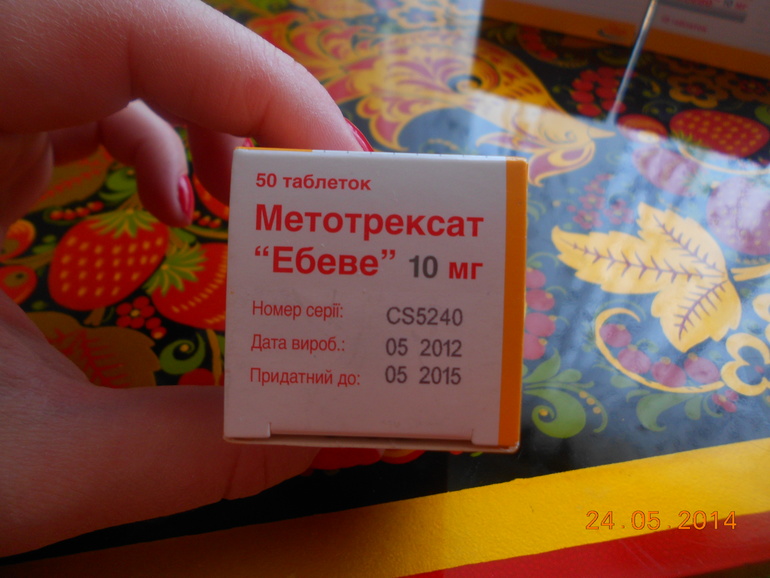 50 таблеток
Метотрексат
“Ебеве” 10 мг
Номер серії: CS5240
Дата вироб.: 05 2012
Придатний до: 05 2015
24.05.2014